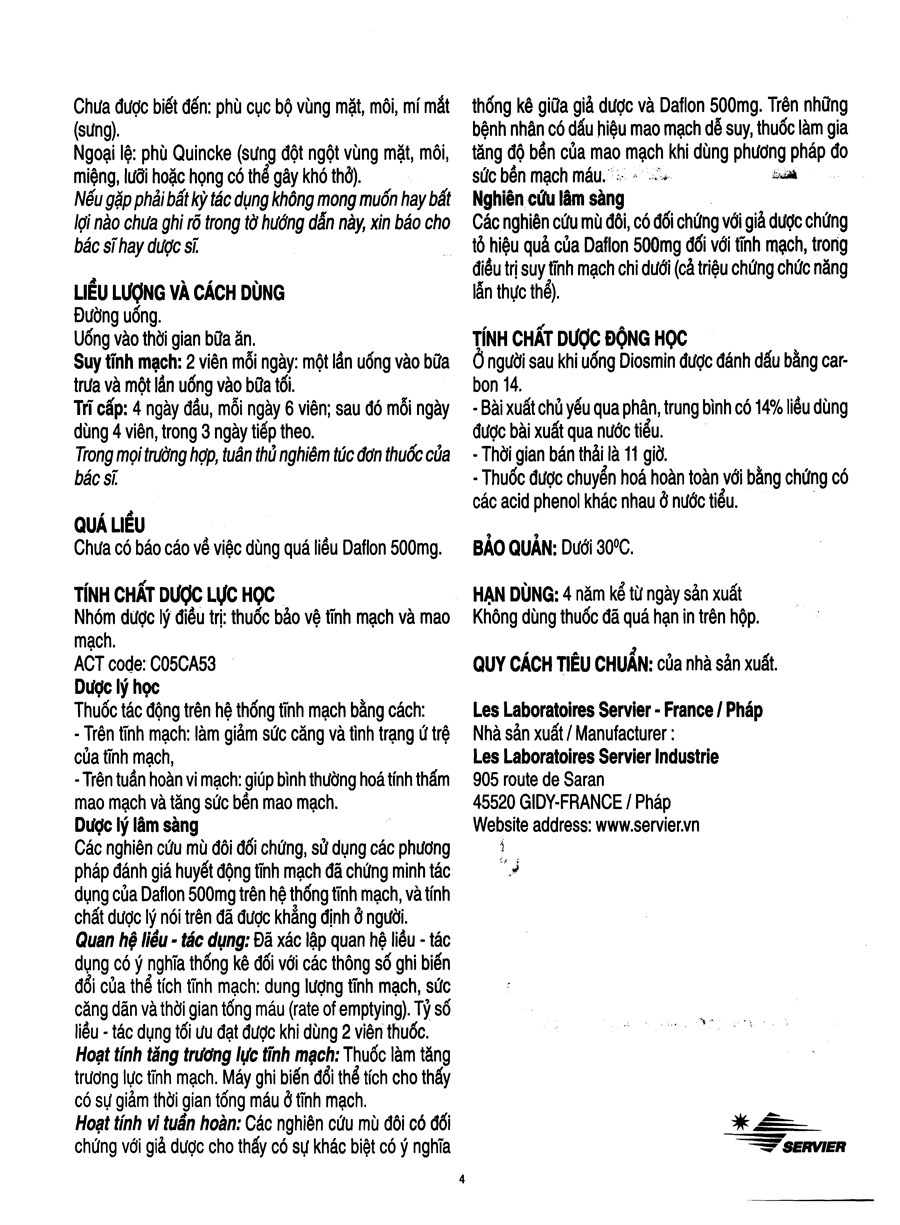 Chưa được biết đến: phù cục bộ vùng mặt, môi, mí mắt
(sưng).
Ngoại lệ: phù Quincke (sưng đột ngột vùng mặt, môi,
miệng, lưỡi hoặc họng có thể gây khó thở).
Nếu gặp phải bất kỳ tác dụng không mong muốn hay bất
lợi nào chưa ghi rõ trong tờ hướng dẫn này, xin báo cho
bác sĩ hay dược sĩ.
LIỀU LƯỢNG VÀ CÁCH DÙNG
Đường uống.
Uống vào thời gian bữa ăn.
Suy tĩnh mạch: 2 viên mỗi ngày: một lần uống vào bữa
trưa và một lần uống vào bữa tối.
Trĩ cấp: 4 ngày đầu, mỗi ngày 6 viên; sau đó mỗi ngày
dùng 4 viên, trong 3 ngày tiếp theo.
Trong mọi trường hợp, tuân thủ nghiêm túc đơn thuốc của
bác sĩ.
QUÁ LIỀU
Chưa có báo cáo về việc dùng quá liều Daflon 500mg.
TÍNH CHẤT DƯỢC LỰC HỌC
Nhóm dược lý điều trị: thuốc bảo vệ tĩnh mạch và mao
mạch.
ACT code: C05CA53
Dược lý học
Thuốc tác động trên hệ thống tĩnh mạch bằng cách:
- Trên tĩnh mạch: làm giảm sức căng và tình trạng ứ trệ
của tĩnh mạch,
- Trên tuần hoàn vi mạch: giúp bình thường hoá tính thấm
mao mạch và tăng sức bền mao mạch.
Dược lý lâm sàng
Các nghiên cứu mù đôi đối chứng, sử dụng các phương
pháp đánh giá huyết động tĩnh mạch đã chứng minh tác
dụng của Daflon 500mg trên hệ thống tĩnh mạch, và tính
chất dược lý nói trên đã được khẳng định ở người.
Quan hệ liều - tác dụng: Đã xác lập quan hệ liều - tác
dụng có ý nghĩa thống kê đối với các thông số ghi biến
đổi của thể tích tĩnh mạch: dung lượng tĩnh mạch, sức
căng dãn và thời gian tống máu (rate of emptying). Tỷ số
liều - tác dụng tối ưu đạt được khi dùng 2 viên thuốc.
Hoạt tính tăng trương lực tĩnh mạch: Thuốc làm tăng
trương lực tĩnh mạch. Máy ghi biến đổi thể tích cho thấy
có sự giảm thời gian tống máu ở tĩnh mạch.
Hoạt tính vi tuần hoàn: Các nghiên cứu mù đôi có đối
chứng với giả dược cho thấy có sự khác biệt có ý nghĩa
thống kê giữa giả dược và Daflon 500mg. Trên những
bệnh nhân có dấu hiệu mao mạch dễ suy, thuốc làm gia
tăng độ bền của mao mạch khi dùng phương pháp đo
sức bền mạch máu.
Nghiên cứu lâm sàng
Các nghiên cứu mù đôi, có đối chứng với giả dược chứng
tỏ hiệu quả của Daflon 500mg đối với tĩnh mạch, trong
điều trị suy tĩnh mạch chi dưới (cả triệu chứng chức năng
lẫn thực thể).
TÍNH CHẤT DƯỢC ĐỘNG HỌC
Ở người sau khi uống Diosmin được đánh dấu bằng car-
bon 14.
- Bài xuất chủ yếu qua phân, trung bình có 14% liều dùng
được bài xuất qua nước tiểu.
- Thời gian bán thải là 11 giờ.
- Thuốc được chuyển hoá hoàn toàn với bằng chứng có
các acid phenol khác nhau ở nước tiểu.
BẢO QUẢN: Dưới 30ºC.
HẠN DÙNG: 4 năm kể từ ngày sản xuất
Không dùng thuốc đã quá hạn in trên hộp.
QUY CÁCH TIÊU CHUẨN: của nhà sản xuất.
Les Laboratoires Servier - France / Pháp
Nhà sản xuất / Manufacturer :
Les Laboratoires Servier Industrie
905 route de Saran
45520 GIDY-FRANCE / Pháp
Website address: www.servier.vn
SERVIER
4